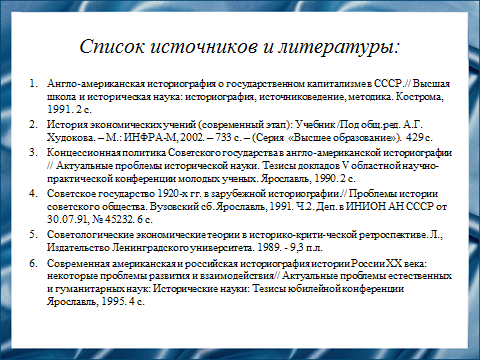 Список источников и литературы:
1. Англо-американская историография о государственном капитализме в СССР.// Высшая
школа и историческая наука: историография, источниковедение, методика. Кострома,
1991. 2 с.
2. История экономических учений (современный этап): Учебник /Под общ.ред. А.Г.
Худокова. – М.: ИНФРА-М, 2002. – 733 с. – (Серия «Высшее образование»). 429 с.
3. Концессионная политика Советского государства в англо-американской историографии
// Актуальные проблемы исторической науки. Тезисы докладов V областной научно-
практической конференции молодых ученых. Ярославль, 1990. 2 с.
4. Советское государство 1920-х гг. в зарубежной историографии // Проблемы истории
советского общества. Вузовский сб. Ярославль, 1991. Ч.2. Деп. в ИНИОН АН СССР от
30.07.91, № 45232. 6 с.
5. Советологические экономические теории в историко-крити-ческой ретроспективе. Л.,
Издательство Ленинградского университета. 1989. - 9,3 п.л.
6. Современная американская и российская историография истории России XX века:
некоторые проблемы развития и взаимодействия// Актуальные проблемы естественных
и гуманитарных наук: Исторические науки: Тезисы юбилейной конференции
Ярославль, 1995. 4 с.